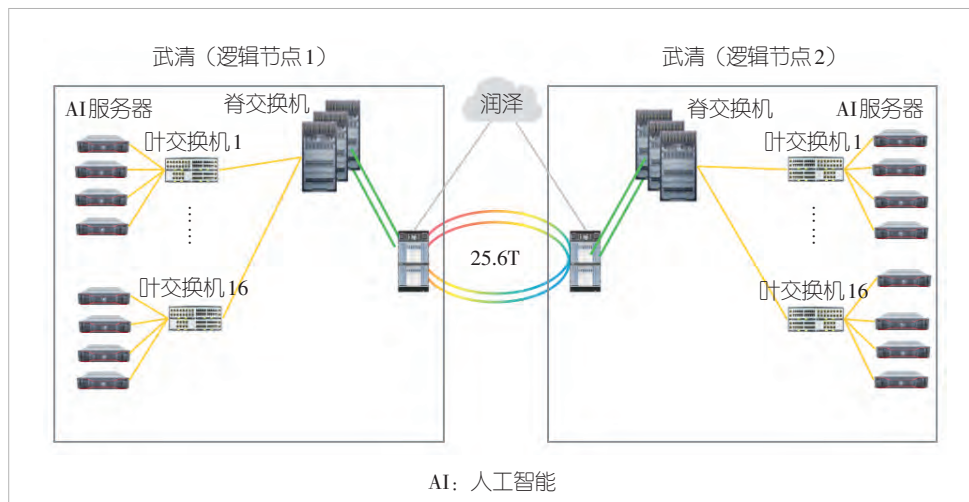 武清（逻辑节点1）
武清（逻辑节点2）
AI服务器
脊交换机
叶交换机1
……
叶交换机16
润泽
25.6T
脊交换机
AI服务器
叶交换机1
……
叶交换机16
AI：人工智能